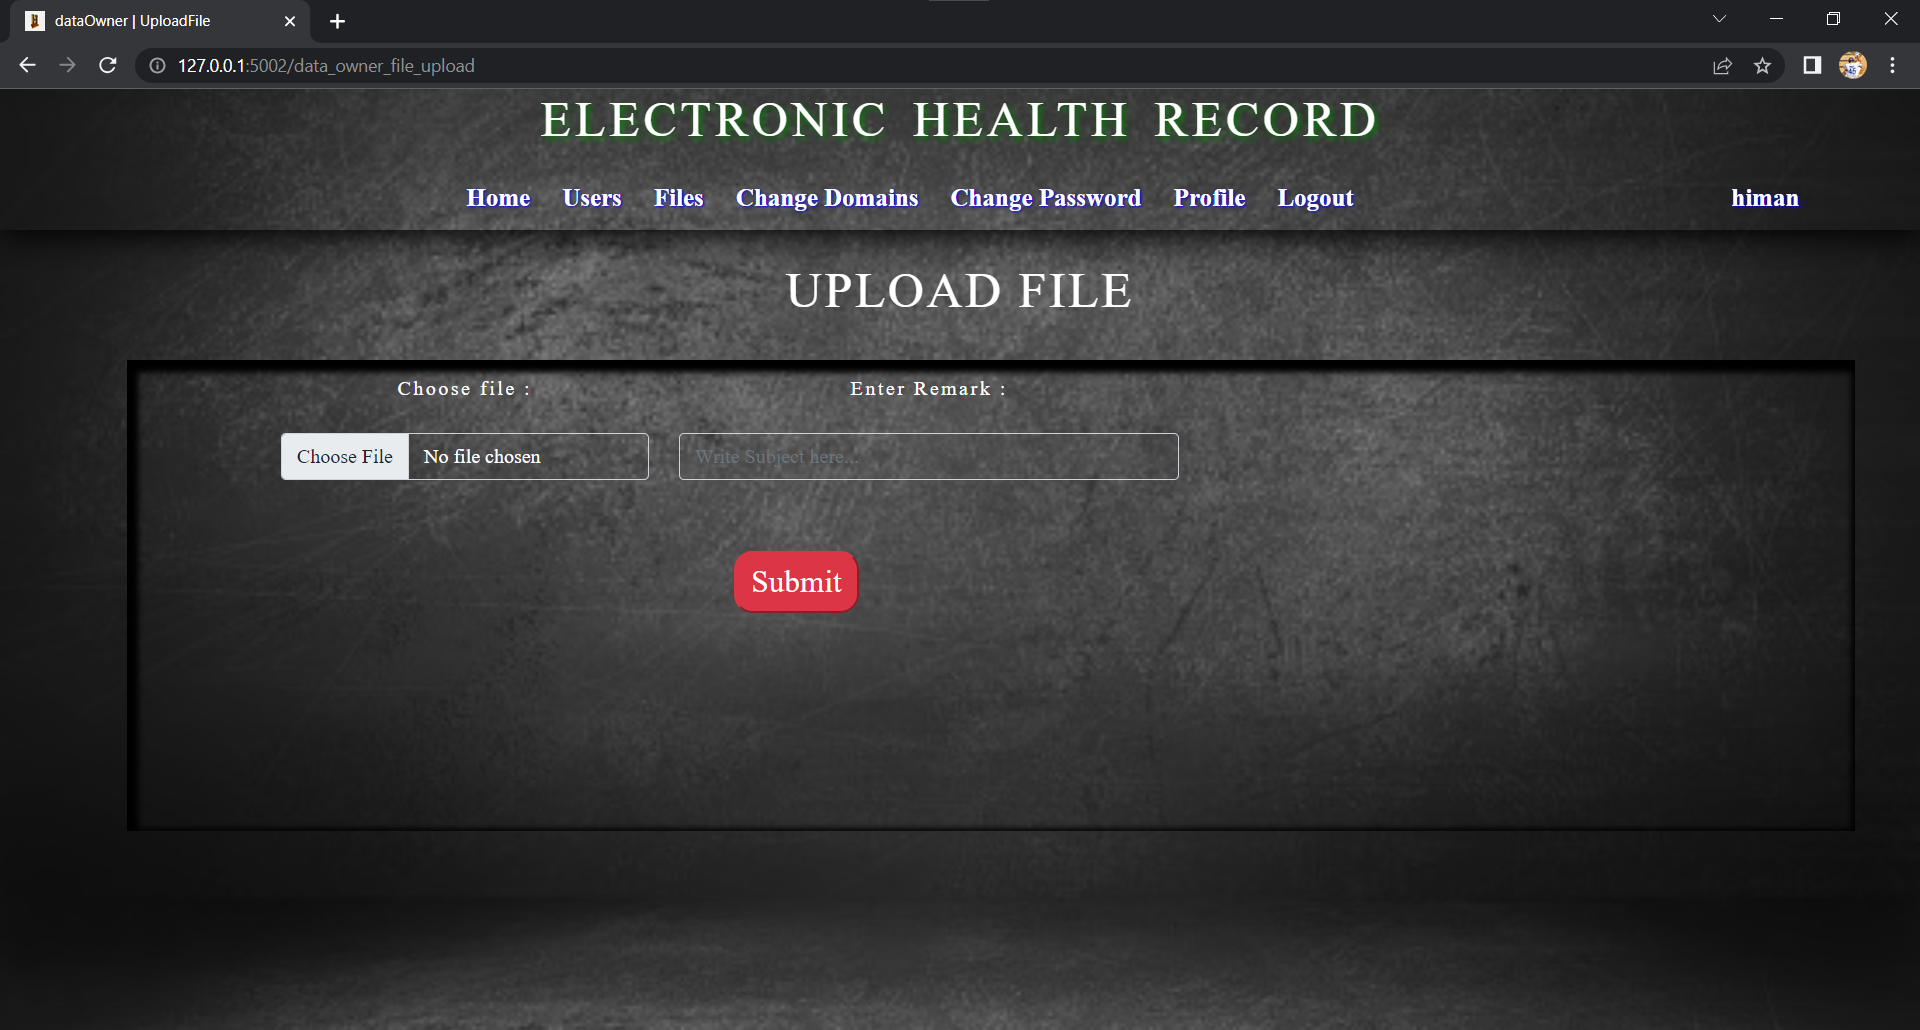 dataOwner | UploadFile
127.0.0.1:5002/data_owner_file_upload
ELECTRONIC HEALTH RECORD
Home Users Files Change Domains Change Password Profile Logout himan
UPLOAD FILE
Choose file : Enter Remark :
Choose File No file chosen Write Subject here...
Submit